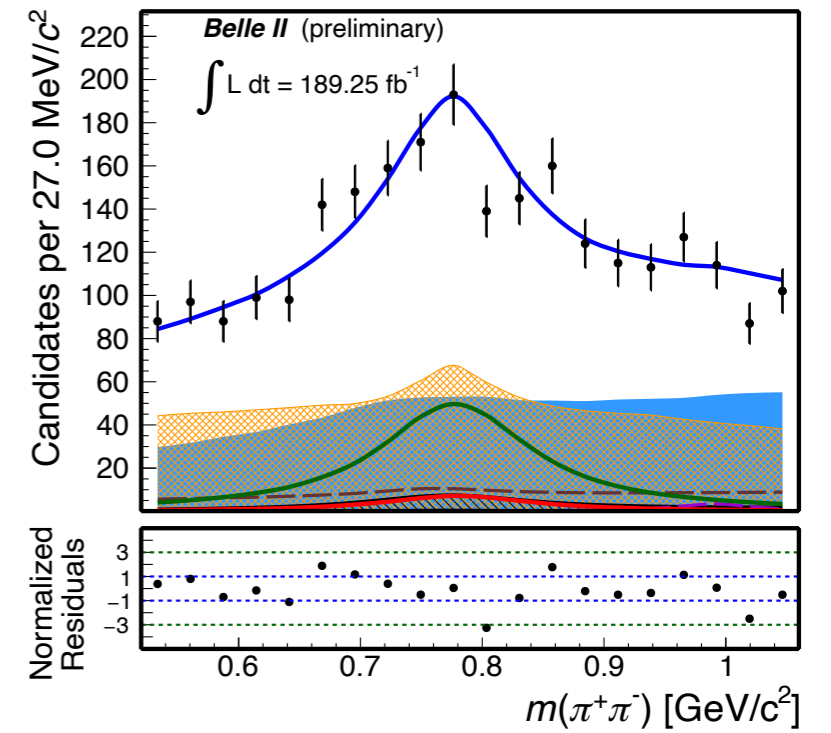 Belle II (preliminary)
∫ L dt = 189.25 fb⁻¹
Candidates per 27.0 MeV/c²
220
200
180
160
140
120
100
80
60
40
20
Normalized
Residuals
3
1
−1
−3
0.6 0.7 0.8 0.9 1
m(π⁺π⁻) [GeV/c²]